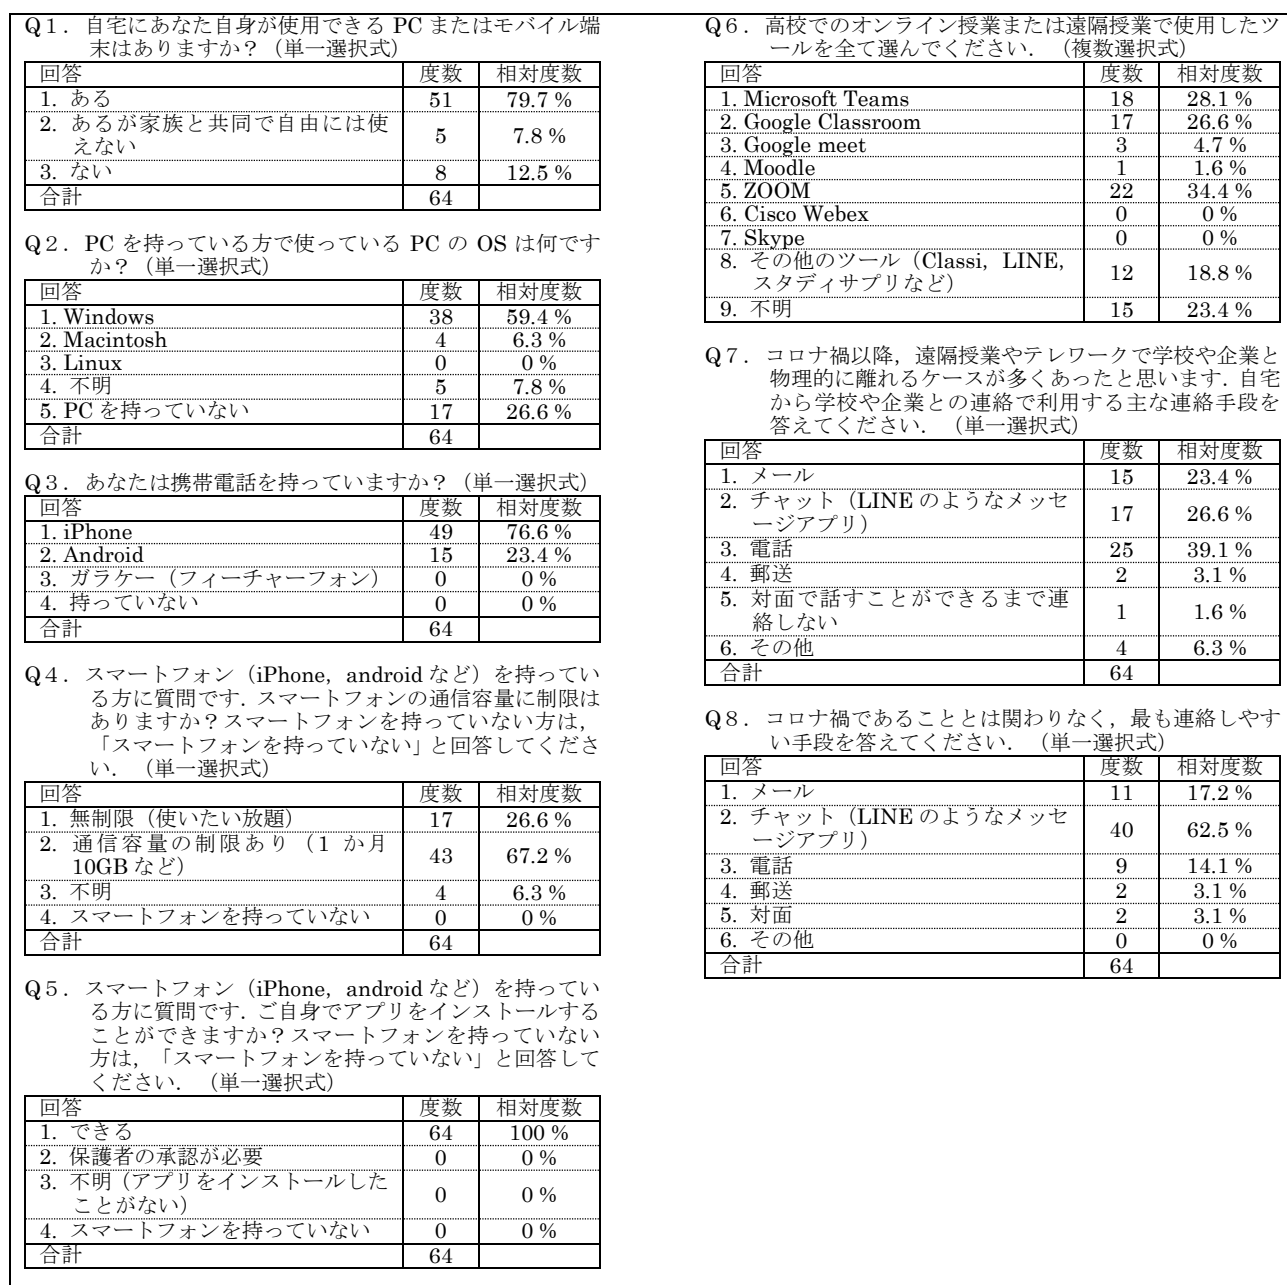 Q1．自宅にあなた自身が使用できる PC またはモバイル端
末はありますか？（単一選択式）
回答 度数 相対度数
1. ある 51 79.7 %
2. あるが家族と共同で自由には使
えない 5 7.8 %
3. ない 8 12.5 %
合計 64
Q2．PC を持っている方で使っている PC の OS は何です
か？（単一選択式）
回答 度数 相対度数
1. Windows 38 59.4 %
2. Macintosh 4 6.3 %
3. Linux 0 0 %
4. 不明 5 7.8 %
5. PC を持っていない 17 26.6 %
合計 64
Q3．あなたは携帯電話を持っていますか？（単一選択式）
回答 度数 相対度数
1. iPhone 49 76.6 %
2. Android 15 23.4 %
3. ガラケー（フィーチャーフォン） 0 0 %
4. 持っていない 0 0 %
合計 64
Q4．スマートフォン（iPhone，android など）を持ってい
る方に質問です．スマートフォンの通信容量に制限は
ありますか？スマートフォンを持っていない方は，
「スマートフォンを持っていない」と回答してくださ
い．（単一選択式）
回答 度数 相対度数
1. 無制限（使いたい放題） 17 26.6 %
2. 通信容量の制限あり（1 か月
10GB など） 43 67.2 %
3. 不明 4 6.3 %
4. スマートフォンを持っていない 0 0 %
合計 64
Q5．スマートフォン（iPhone，android など）を持ってい
る方に質問です．ご自身でアプリをインストールする
ことができますか？スマートフォンを持っていない
方は，「スマートフォンを持っていない」と回答して
ください．（単一選択式）
回答 度数 相対度数
1. できる 64 100 %
2. 保護者の承認が必要 0 0 %
3. 不明（アプリをインストールした
ことがない） 0 0 %
4. スマートフォンを持っていない 0 0 %
合計 64
Q6．高校でのオンライン授業または遠隔授業で使用したツ
ールを全て選んでください．（複数選択式）
回答 度数 相対度数
1. Microsoft Teams 18 28.1 %
2. Google Classroom 17 26.6 %
3. Google meet 3 4.7 %
4. Moodle 1 1.6 %
5. ZOOM 22 34.4 %
6. Cisco Webex 0 0 %
7. Skype 0 0 %
8. その他のツール（Classi，LINE，
スタディサプリなど） 12 18.8 %
9. 不明 15 23.4 %
Q7．コロナ禍以降，遠隔授業やテレワークで学校や企業と
物理的に離れるケースが多くあったと思います．自宅
から学校や企業との連絡で利用する主な連絡手段を
答えてください．（単一選択式）
回答 度数 相対度数
1. メール 15 23.4 %
2. チャット（LINE のようなメッセ
ージアプリ） 17 26.6 %
3. 電話 25 39.1 %
4. 郵送 2 3.1 %
5. 対面で話すことができるまで連
絡しない 1 1.6 %
6. その他 4 6.3 %
合計 64
Q8．コロナ禍であることとは関わりなく，最も連絡しやす
い手段を答えてください．（単一選択式）
回答 度数 相対度数
1. メール 11 17.2 %
2. チャット（LINE のようなメッセ
ージアプリ） 40 62.5 %
3. 電話 9 14.1 %
4. 郵送 2 3.1 %
5. 対面 2 3.1 %
6. その他 0 0 %
合計 64